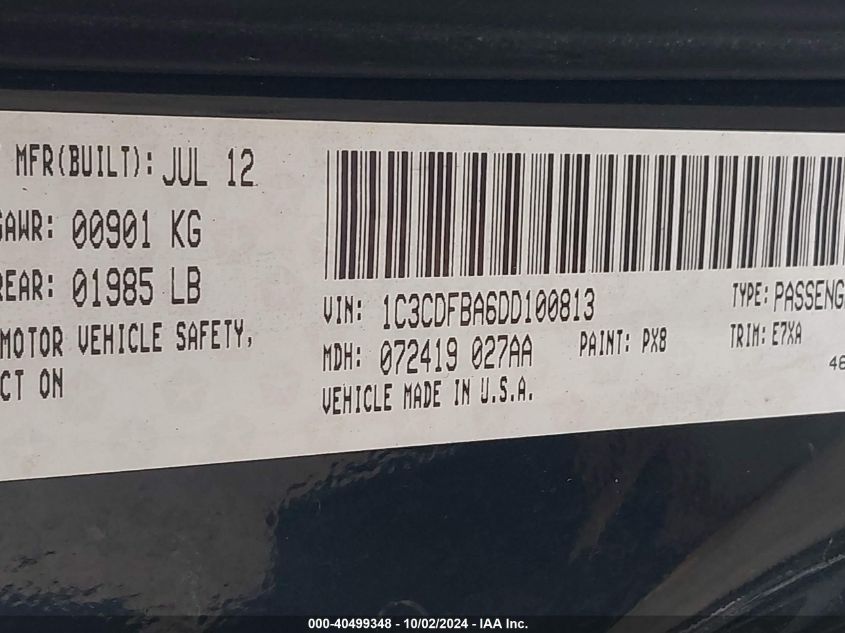 MFR(BUILT): JUL 12
GAWR: 00901 KG
REAR: 01985 LB
MOTOR VEHICLE SAFETY,
CT ON
VIN: 1C3CDFBA6DD100813
TYPE: PASSENG
MDH: 072419 027AA
PAINT: PX8
TRIM: E7XA
VEHICLE MADE IN U.S.A.
46
000-40499348 - 10/02/2024 - IAA Inc.